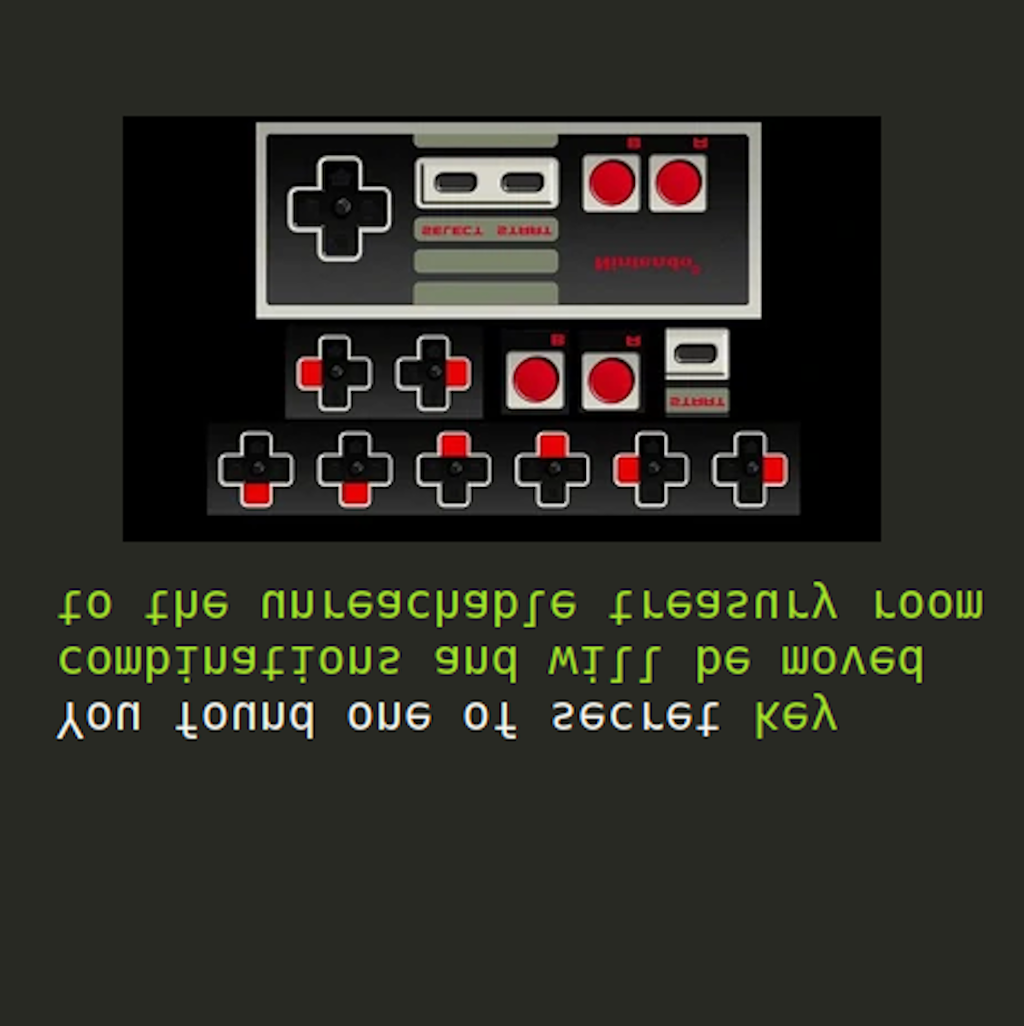 You found one of secret key
combinations and will be moved
to the unreachable treasury room
START
B A
Nintendo®
SELECT START
B A